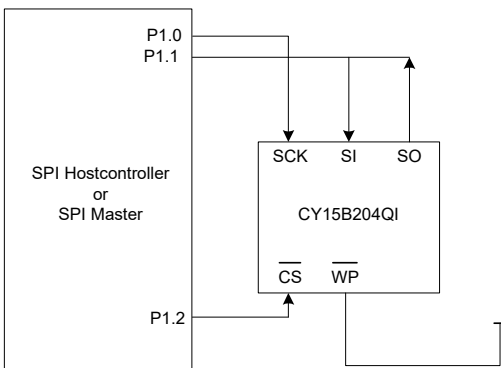 P1.0
P1.1
SPI Hostcontroller
or
SPI Master
P1.2
SCK SI SO
CY15B204QI
CS WP